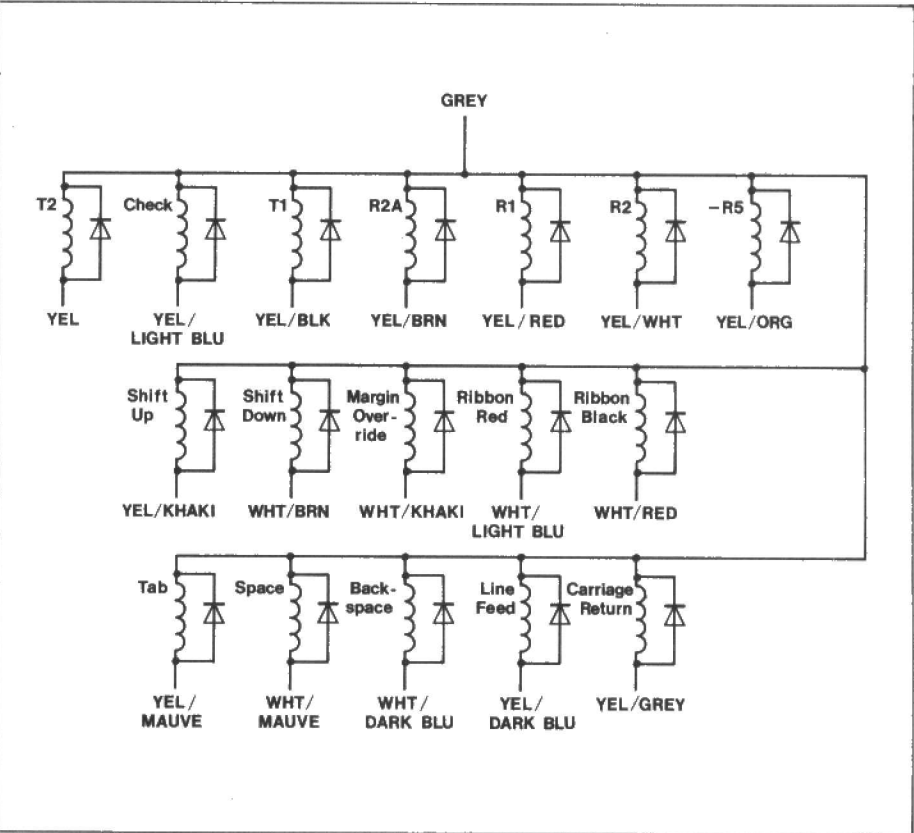 GREY
T2
Check
T1
R2A
R1
R2
–R5
YEL
YEL/
LIGHT BLU
YEL/BLK
YEL/BRN
YEL/RED
YEL/WHT
YEL/ORG
Shift
Up
Shift
Down
Margin
Over-
ride
Ribbon
Red
Ribbon
Black
YEL/KHAKI
WHT/BRN
WHT/KHAKI
WHT/
LIGHT BLU
WHT/RED
Tab
Space
Back-
space
Line
Feed
Carriage
Return
YEL/
MAUVE
WHT/
MAUVE
WHT/
DARK BLU
YEL/
DARK BLU
YEL/GREY